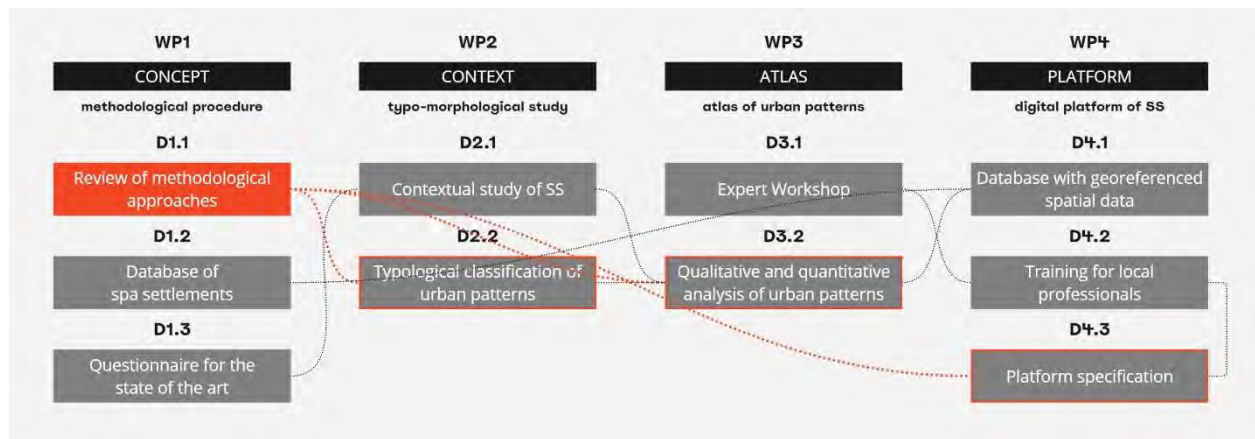 WP1
CONCEPT
methodological procedure
D1.1
Review of methodological
approaches
D1.2
Database of
spa settlements
D1.3
Questionnaire for the
state of the art
WP2
CONTEXT
typo-morphological study
D2.1
Contextual study of SS
D2.2
Typological classification of
urban patterns
WP3
ATLAS
atlas of urban patterns
D3.1
Expert Workshop
D3.2
Qualitative and quantitative
analysis of urban patterns
WP4
PLATFORM
digital platform of SS
D4.1
Database with georeferenced
spatial data
D4.2
Training for local
professionals
D4.3
Platform specification